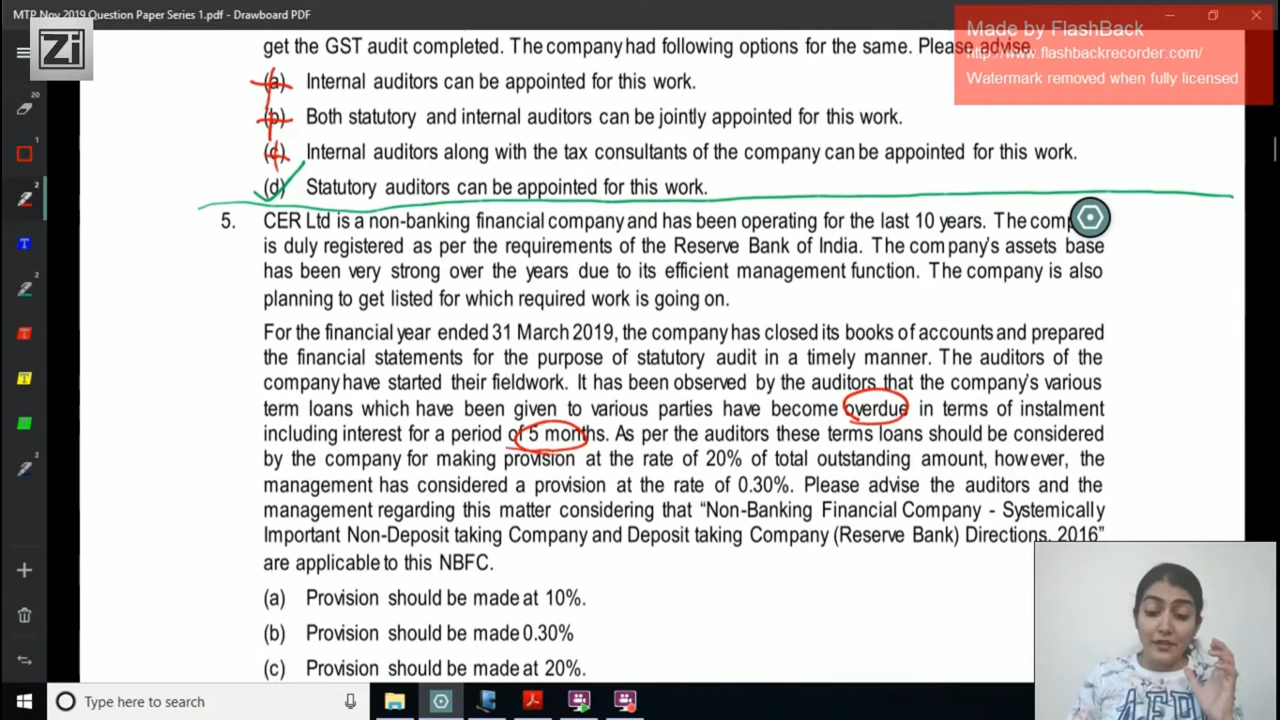 MTP Nov 2019 Question Paper Series 1.pdf - Drawboard PDF
Zi
Made by FlashBack
http://www.flashbackrecorder.com/
Watermark removed when fully licensed
get the GST audit completed. The company had following options for the same. Please advise.
(a) Internal auditors can be appointed for this work.
(b) Both statutory and internal auditors can be jointly appointed for this work.
(c) Internal auditors along with the tax consultants of the company can be appointed for this work.
(d) Statutory auditors can be appointed for this work.
5. CER Ltd is a non-banking financial company and has been operating for the last 10 years. The comp
is duly registered as per the requirements of the Reserve Bank of India. The company's assets base
has been very strong over the years due to its efficient management function. The company is also
planning to get listed for which required work is going on.
For the financial year ended 31 March 2019, the company has closed its books of accounts and prepared
the financial statements for the purpose of statutory audit in a timely manner. The auditors of the
company have started their fieldwork. It has been observed by the auditors that the company's various
term loans which have been given to various parties have become overdue in terms of instalment
including interest for a period of 5 months. As per the auditors these terms loans should be considered
by the company for making provision at the rate of 20% of total outstanding amount, however, the
management has considered a provision at the rate of 0.30%. Please advise the auditors and the
management regarding this matter considering that "Non-Banking Financial Company - Systemically
Important Non-Deposit taking Company and Deposit taking Company (Reserve Bank) Directions, 2016"
are applicable to this NBFC.
(a) Provision should be made at 10%.
(b) Provision should be made 0.30%
(c) Provision should be made at 20%.
20
1
2
2
2
Type here to search